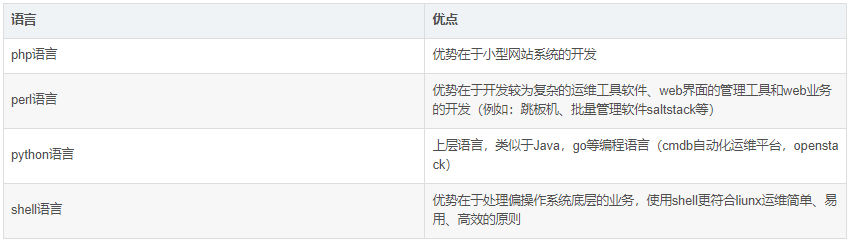 语言 优点
php语言 优势在于小型网站系统的开发
perl语言 优势在于开发较为复杂的运维工具软件、web界面的管理工具和web业务
的开发（例如：跳板机、批量管理软件saltstack等）
python语言 上层语言，类似于Java，go等编程语言（cmdb自动化运维平台，opensta
ck）
shell语言 优势在于处理偏操作系统底层的业务，使用shell更符合liunx运维简单、易
用、高效的原则